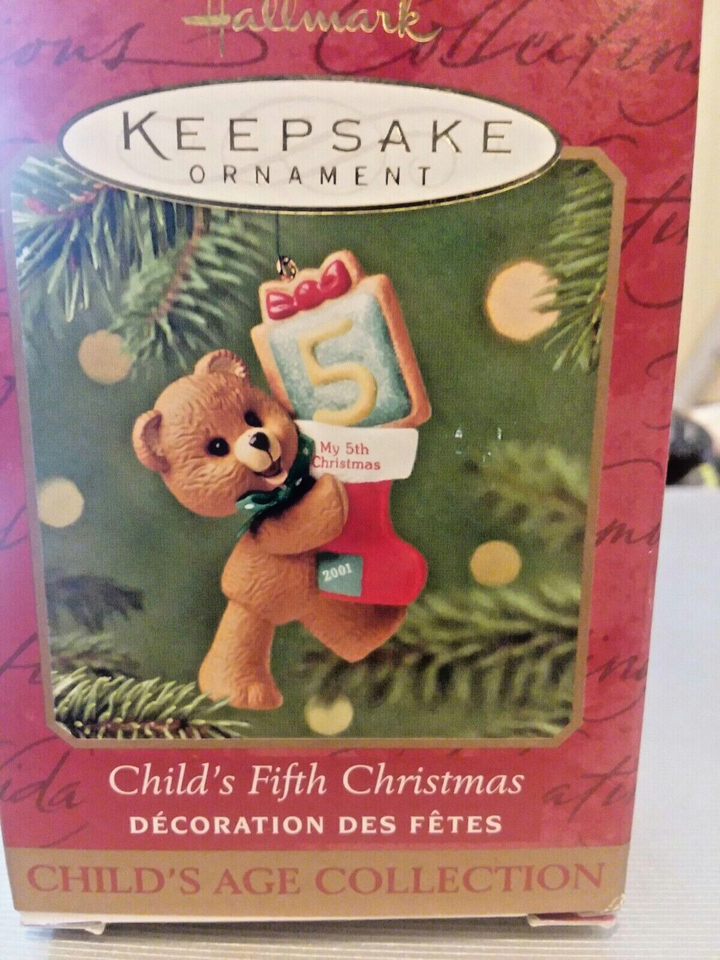 Hallmark
KEEPSAKE
ORNAMENT
5
My 5th
Christmas
2001
Child's Fifth Christmas
DÉCORATION DES FÊTES
CHILD'S AGE COLLECTION